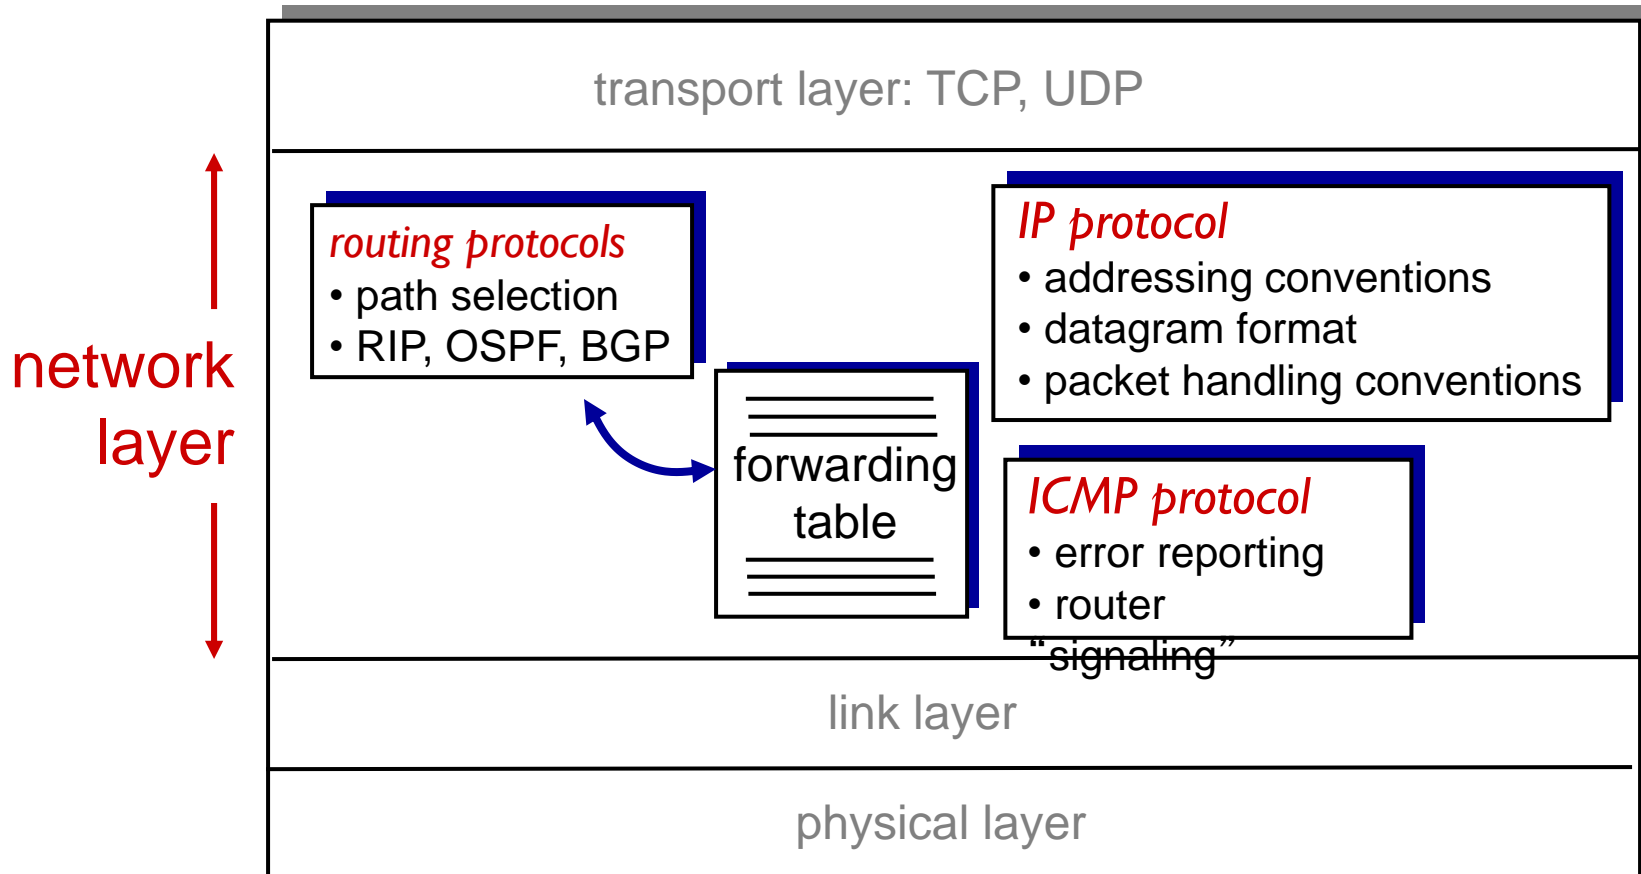 transport layer: TCP, UDP
network
layer
routing protocols
• path selection
• RIP, OSPF, BGP
forwarding
table
IP protocol
• addressing conventions
• datagram format
• packet handling conventions
ICMP protocol
• error reporting
• router
“signaling”
link layer
physical layer